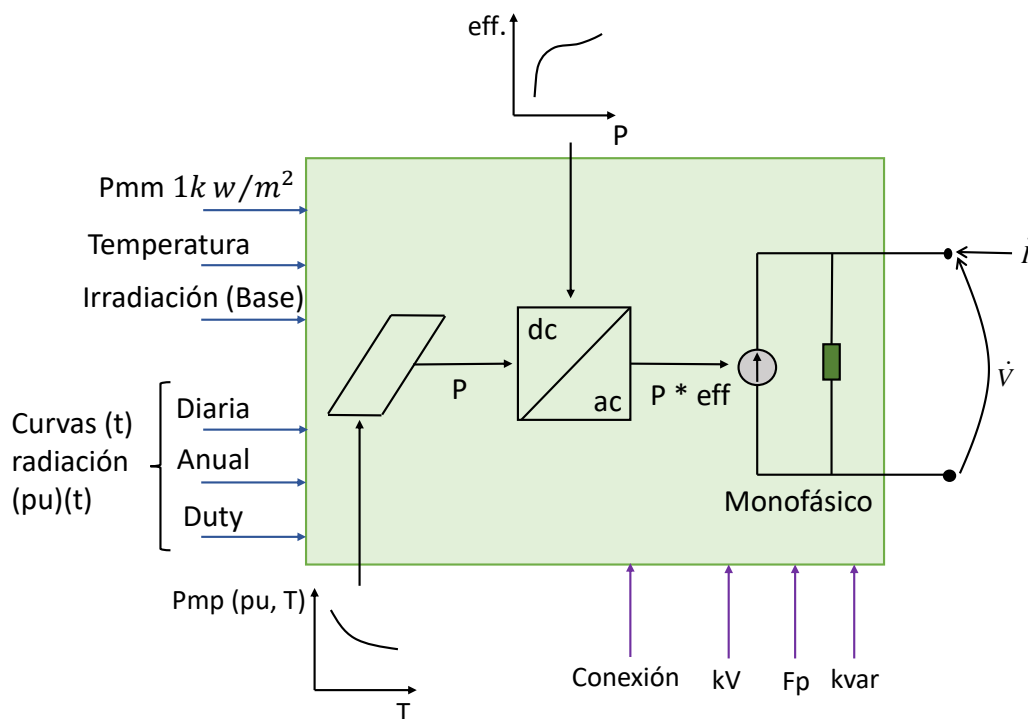 eff.
P
Pmm 1k w/m²
Temperatura
Irradiación (Base)
Curvas (t)
radiación
(pu)(t)
Diaria
Anual
Duty
dc
ac
P
P * eff
Monofásico
V̇
Pmp (pu, T)
T
Conexión
kV
Fp
kvar